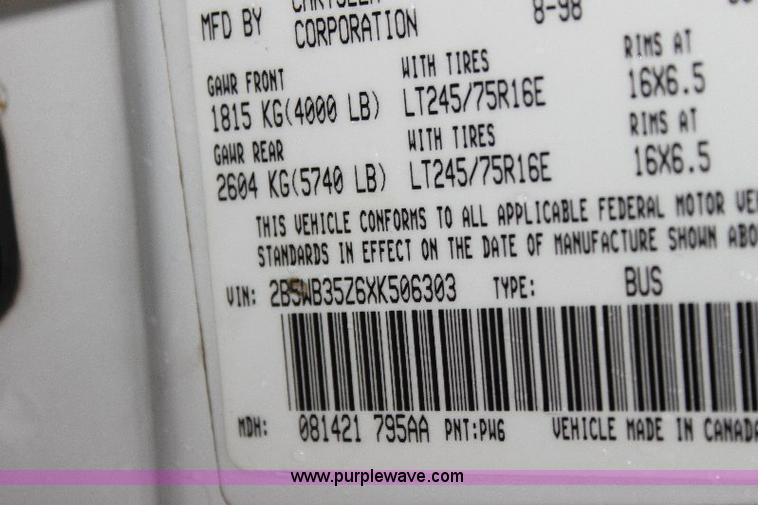 MFD BY CHRYSLER CORPORATION 8-98
GAWR FRONT WITH TIRES RIMS AT
1815 KG(4000 LB) LT245/75R16E 16X6.5
GAWR REAR WITH TIRES RIMS AT
2604 KG(5740 LB) LT245/75R16E 16X6.5
THIS VEHICLE CONFORMS TO ALL APPLICABLE FEDERAL MOTOR VE
STANDARDS IN EFFECT ON THE DATE OF MANUFACTURE SHOWN ABO
VIN: 2B5WB35Z6XK506303 TYPE: BUS
MDH: 081421 795AA PNT:PW6 VEHICLE MADE IN CANADA
www.purplewave.com